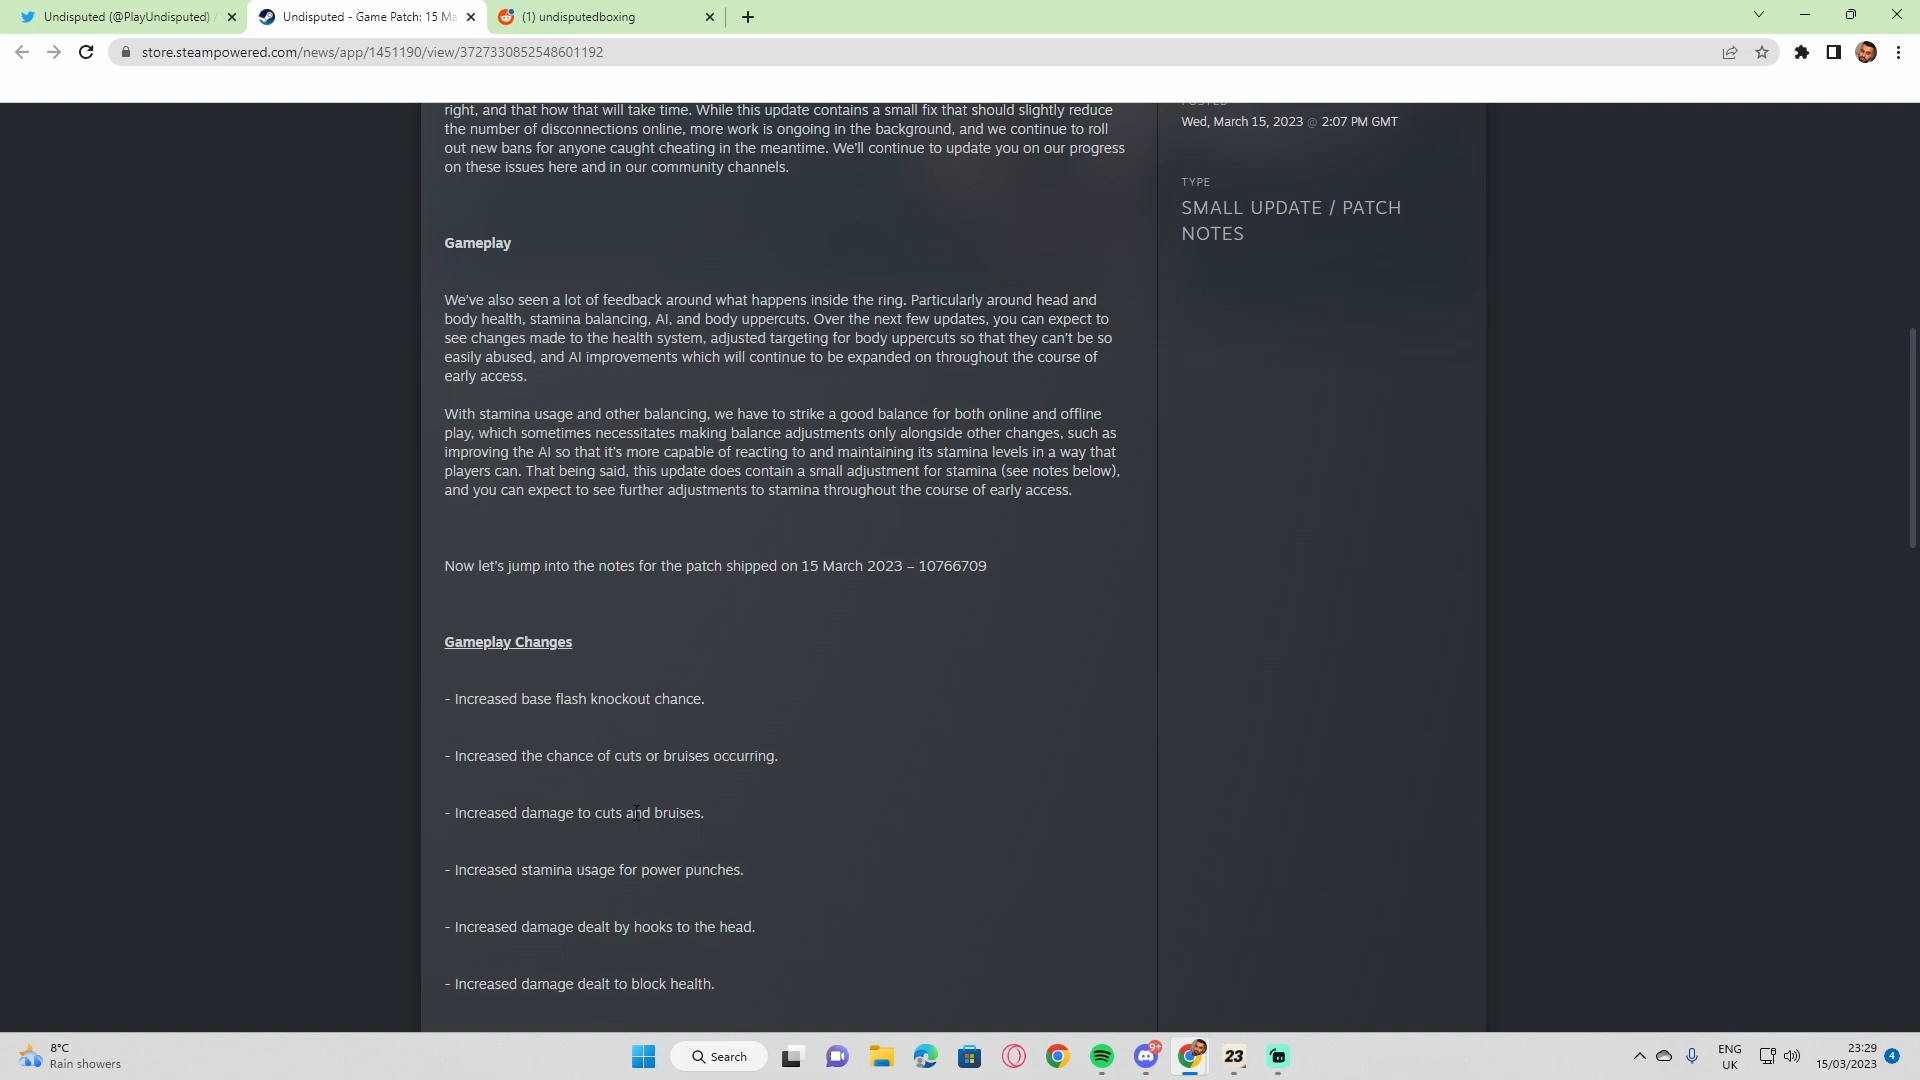 Undisputed (@PlayUndisputed) /
Undisputed - Game Patch: 15 Ma
(1) undisputedboxing
store.steampowered.com/news/app/1451190/view/3727330852548601192
right, and that how that will take time. While this update contains a small fix that should slightly reduce
the number of disconnections online, more work is ongoing in the background, and we continue to roll
out new bans for anyone caught cheating in the meantime. We'll continue to update you on our progress
on these issues here and in our community channels.
POSTED
Wed, March 15, 2023 @ 2:07 PM GMT
TYPE
SMALL UPDATE / PATCH
NOTES
Gameplay
We've also seen a lot of feedback around what happens inside the ring. Particularly around head and
body health, stamina balancing, AI, and body uppercuts. Over the next few updates, you can expect to
see changes made to the health system, adjusted targeting for body uppercuts so that they can't be so
easily abused, and AI improvements which will continue to be expanded on throughout the course of
early access.
With stamina usage and other balancing, we have to strike a good balance for both online and offline
play, which sometimes necessitates making balance adjustments only alongside other changes, such as
improving the AI so that it's more capable of reacting to and maintaining its stamina levels in a way that
players can. That being said, this update does contain a small adjustment for stamina (see notes below),
and you can expect to see further adjustments to stamina throughout the course of early access.
Now let's jump into the notes for the patch shipped on 15 March 2023 – 10766709
Gameplay Changes
- Increased base flash knockout chance.
- Increased the chance of cuts or bruises occurring.
- Increased damage to cuts and bruises.
- Increased stamina usage for power punches.
- Increased damage dealt by hooks to the head.
- Increased damage dealt to block health.
8°C
Rain showers
Search
9+
23
ENG
UK
23:29
15/03/2023
4